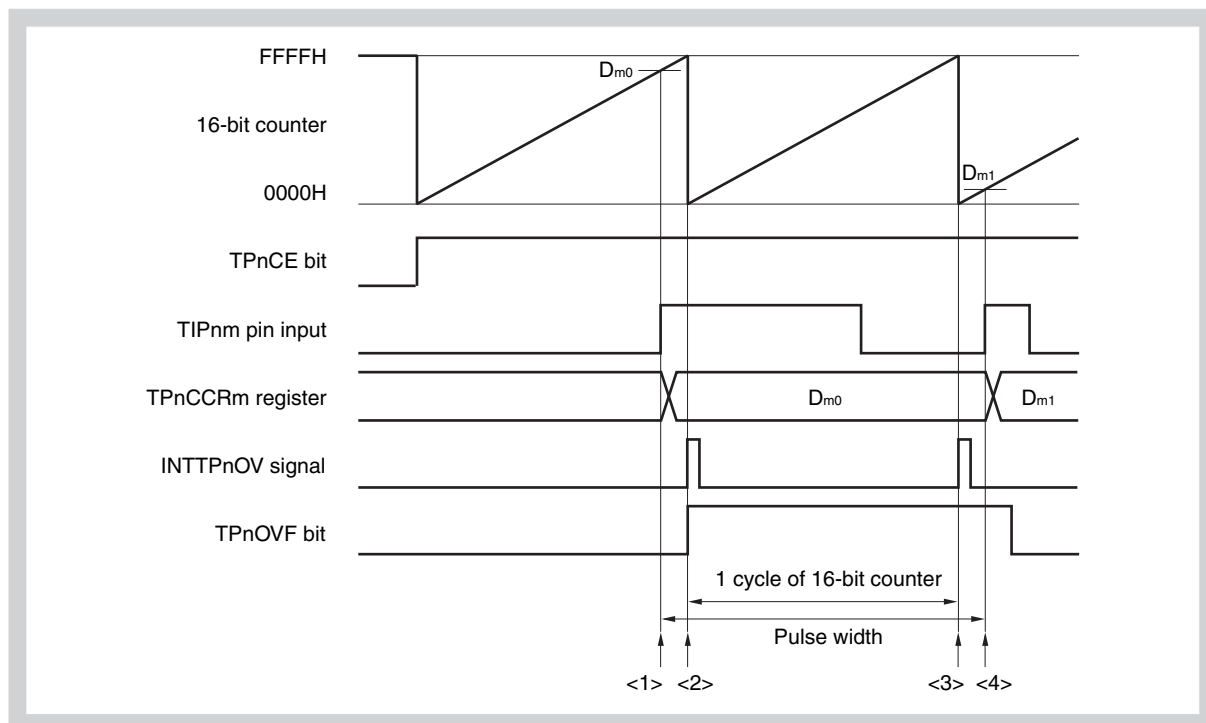 FFFFH
Dm0
16-bit counter
Dm1
0000H
TPnCE bit
TIPnm pin input
TPnCCRm register
Dm0
Dm1
INTTPnOV signal
TPnOVF bit
1 cycle of 16-bit counter
Pulse width
<1> <2> <3> <4>